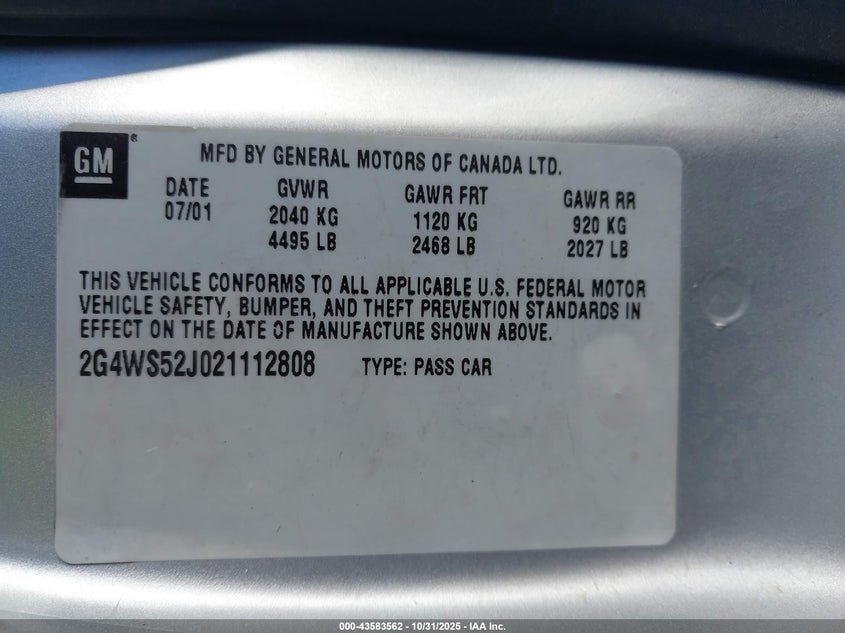 GM ®
MFD BY GENERAL MOTORS OF CANADA LTD.
DATE GVWR GAWR FRT GAWR RR
07/01 2040 KG 1120 KG 920 KG
4495 LB 2468 LB 2027 LB
THIS VEHICLE CONFORMS TO ALL APPLICABLE U.S. FEDERAL MOTOR
VEHICLE SAFETY, BUMPER, AND THEFT PREVENTION STANDARDS IN
EFFECT ON THE DATE OF MANUFACTURE SHOWN ABOVE.
2G4WS52J021112808 TYPE: PASS CAR
000-43583562 - 10/31/2025 - IAA Inc.